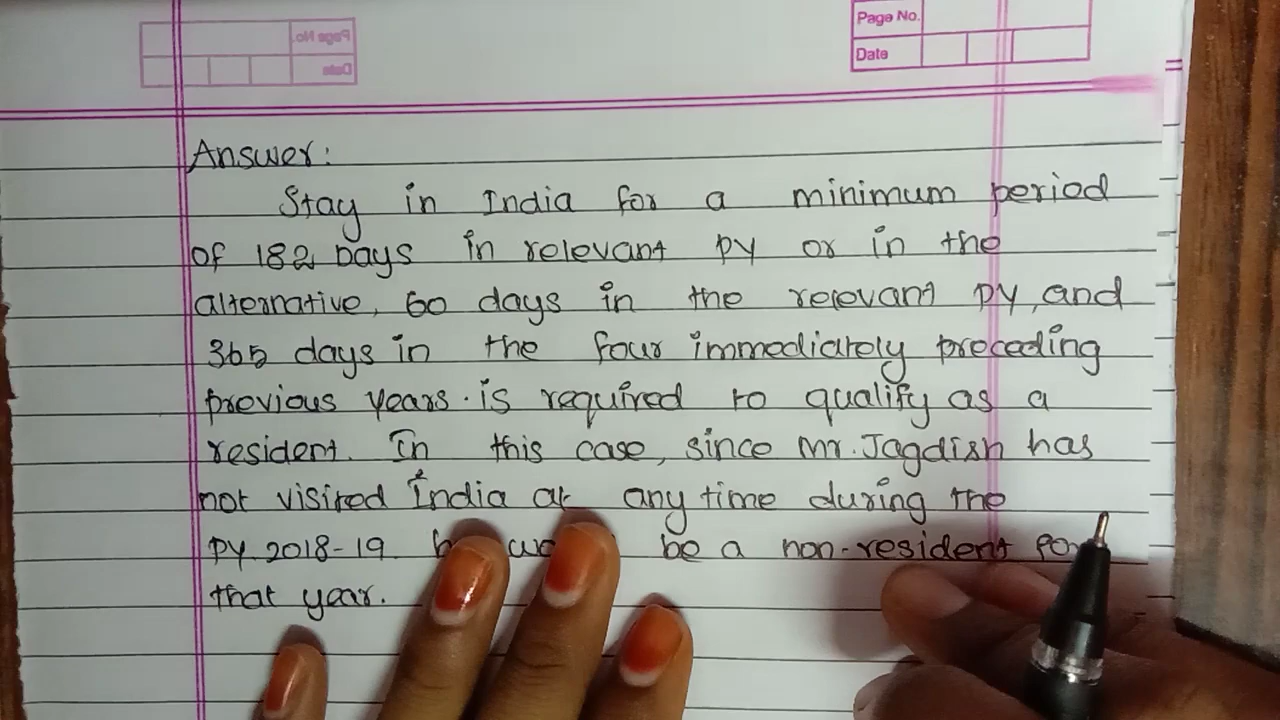 Page No.
Date
Answer:
Stay in India for a minimum period
of 182 Days in relevant PY or in the
alternative, 60 days in the relevant PY, and
365 days in the four immediately preceding
previous years. is required to qualify as a
resident. In this case, since Mr. Jagdish has
not visited India at any time during the
PY. 2018-19. be a non-resident for
that year.